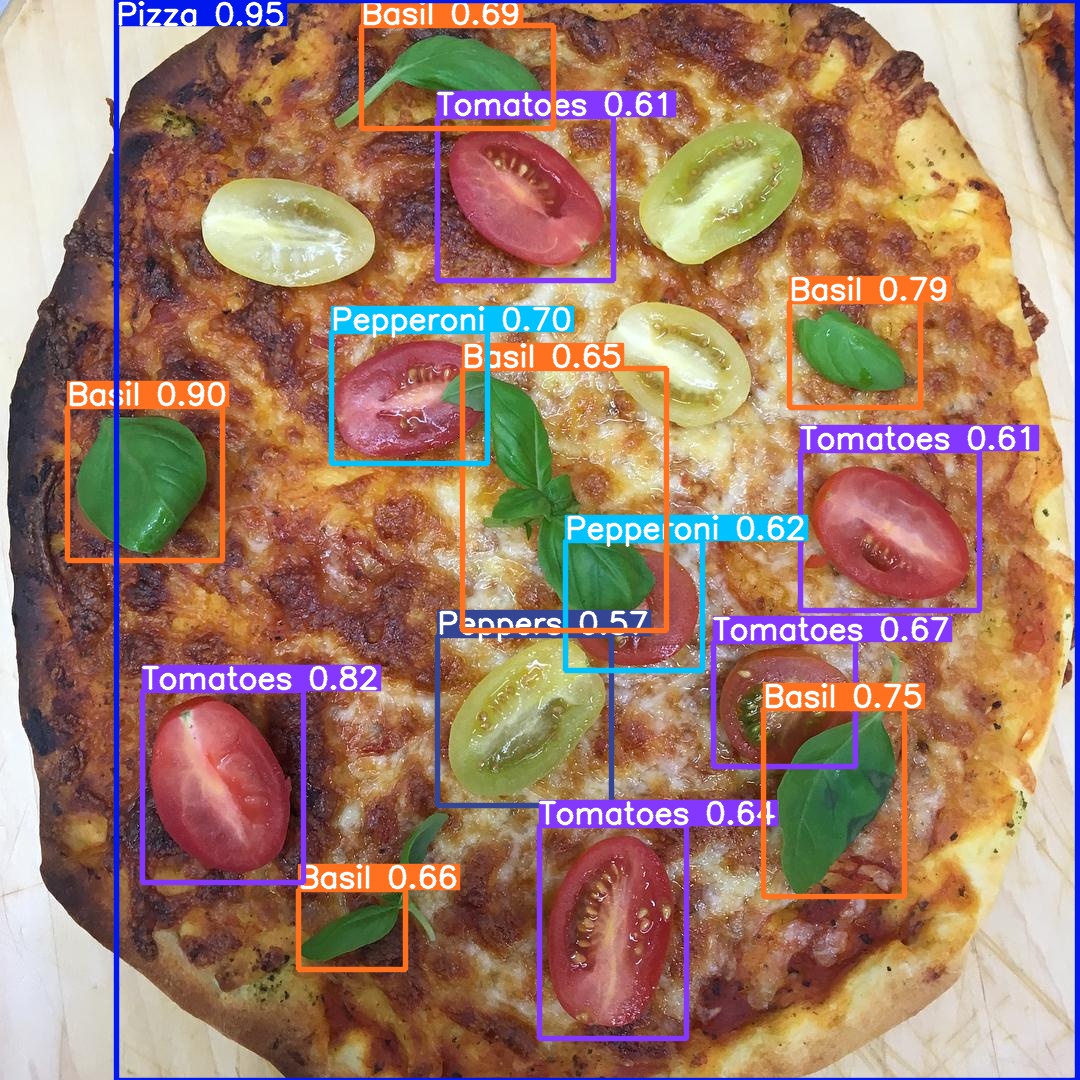 Pizza 0.95
Basil 0.69
Tomatoes 0.61
Basil 0.79
Pepperoni 0.70
Basil 0.65
Basil 0.90
Tomatoes 0.61
Pepperoni 0.62
Peppers 0.57
Tomatoes 0.67
Tomatoes 0.82
Basil 0.75
Tomatoes 0.64
Basil 0.66